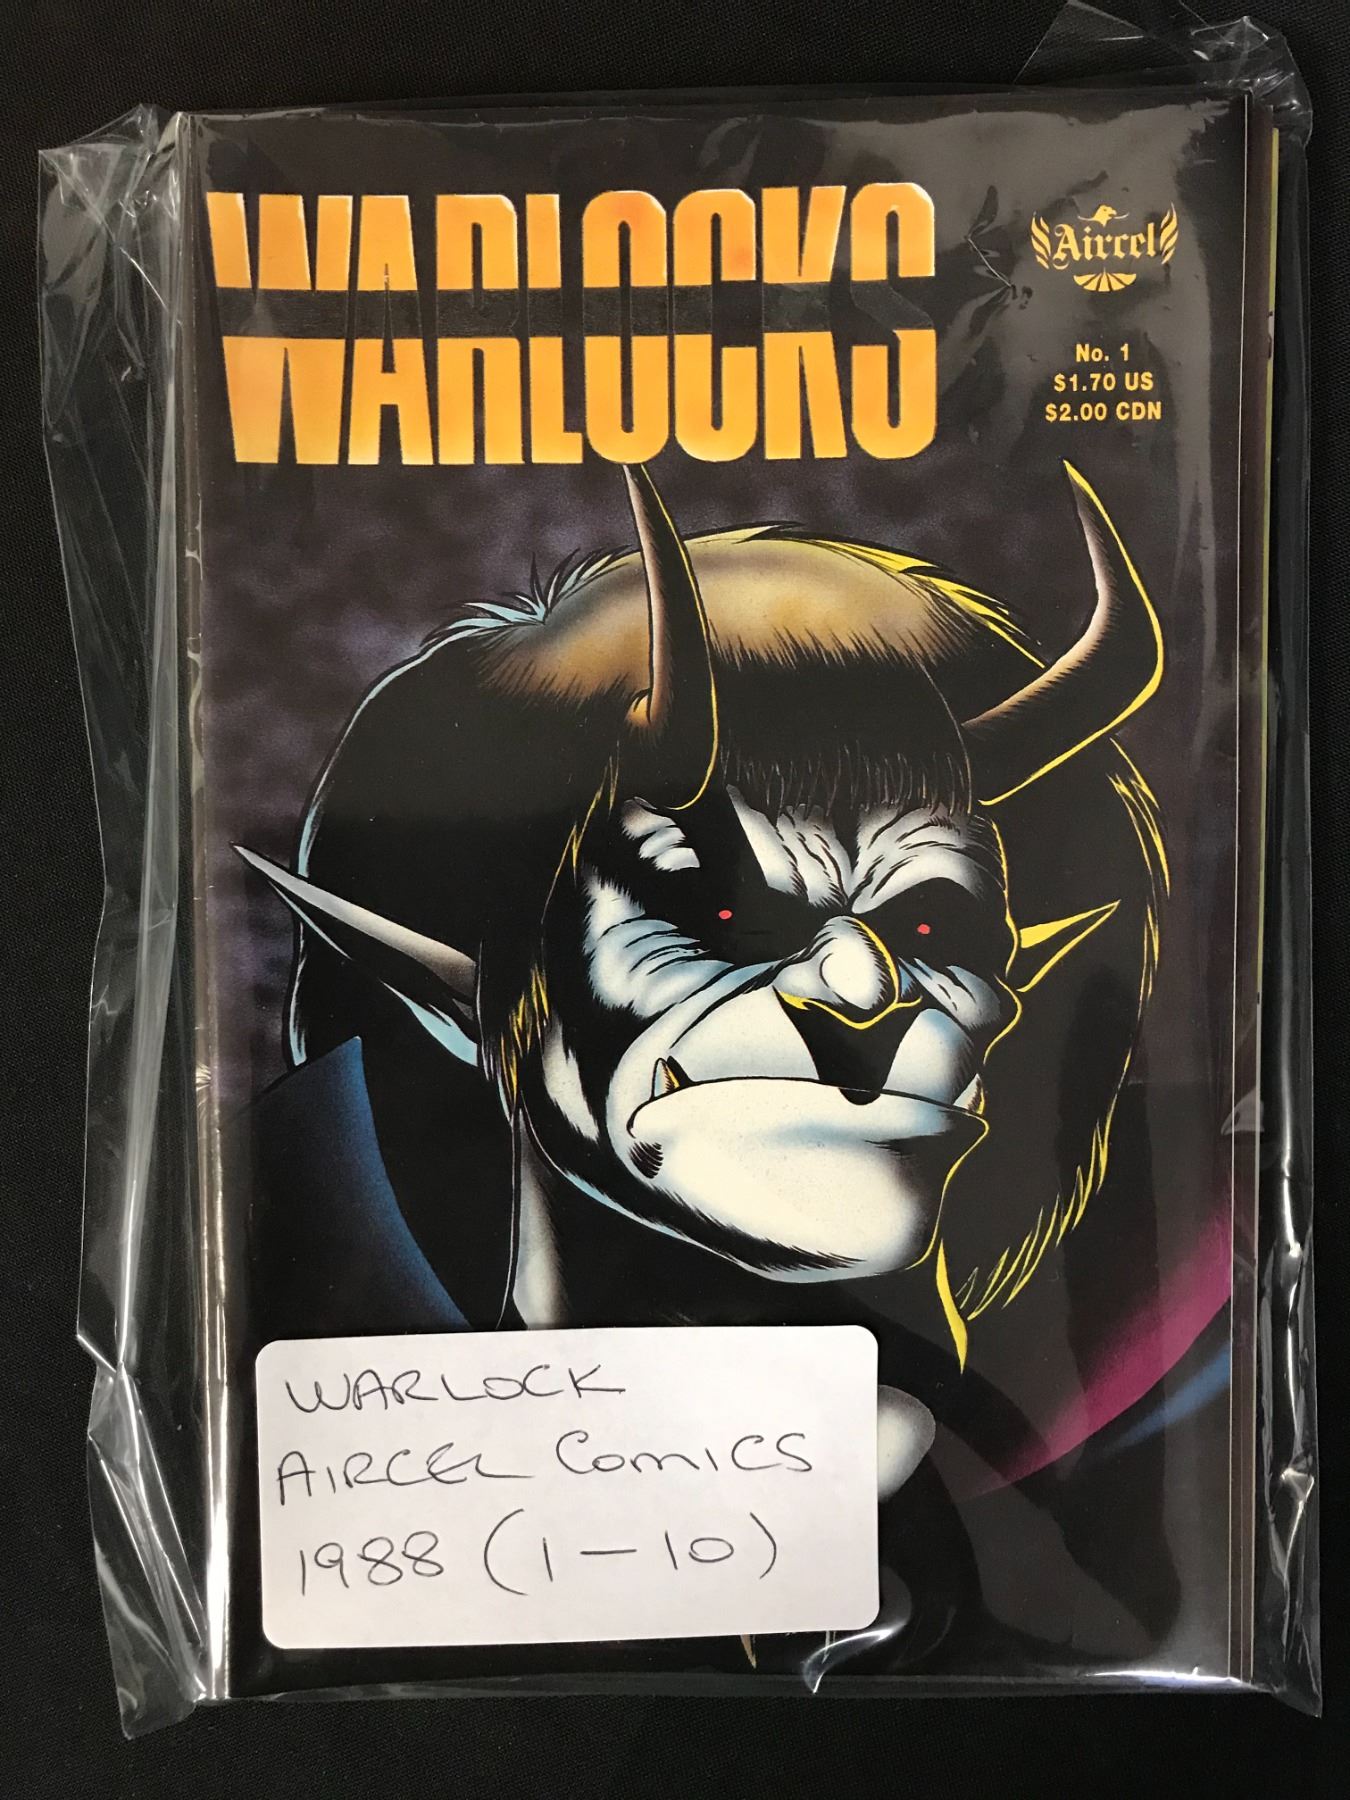 WARLOCKS
Aircel
No. 1
$1.70 US
$2.00 CDN
WARLOCK
AIRCEL COMICS
1988 (1-10)